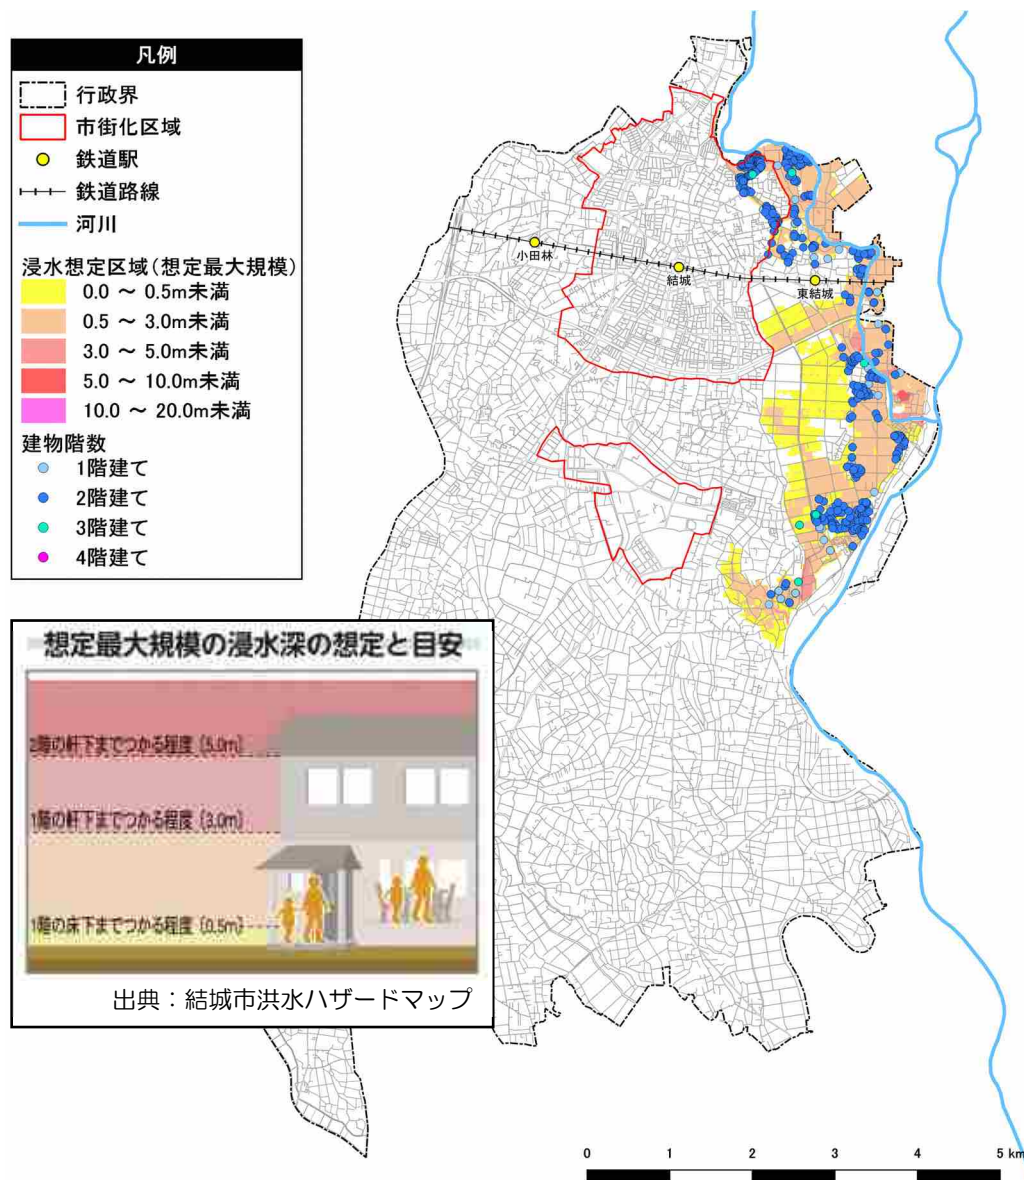 凡例
行政界
市街化区域
鉄道駅
鉄道路線
河川
浸水想定区域(想定最大規模)
0.0 ～ 0.5m未満
0.5 ～ 3.0m未満
3.0 ～ 5.0m未満
5.0 ～ 10.0m未満
10.0 ～ 20.0m未満
建物階数
1階建て
2階建て
3階建て
4階建て
小田林
結城
東結城
想定最大規模の浸水深の想定と目安
2階の軒下までつかる程度(5.0m)
1階の軒下までつかる程度(3.0m)
1階の床下までつかる程度(0.5m)
出典：結城市洪水ハザードマップ
0 1 2 3 4 5 km